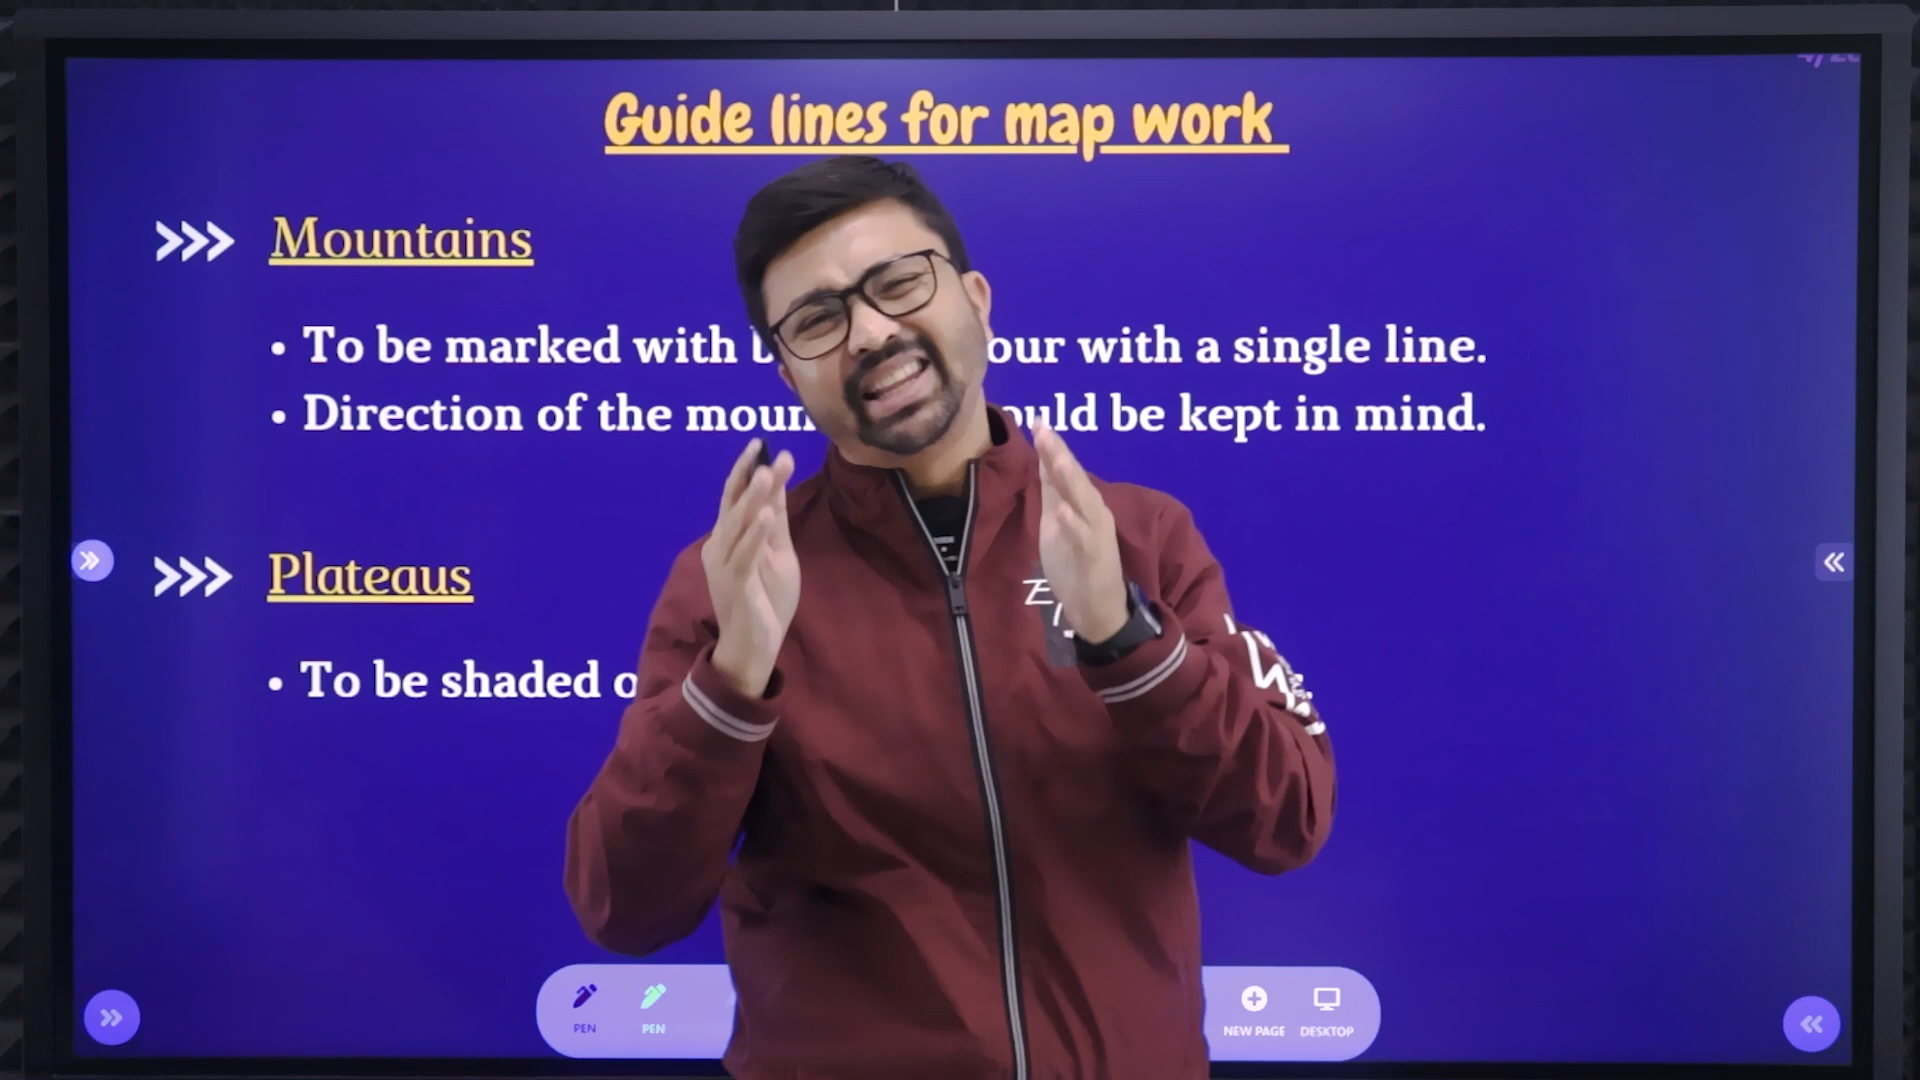 Guide lines for map work
>>> Mountains
• To be marked with our with a single line.
• Direction of the moun ould be kept in mind.
>>> Plateaus
• To be shaded o
PEN PEN NEW PAGE DESKTOP